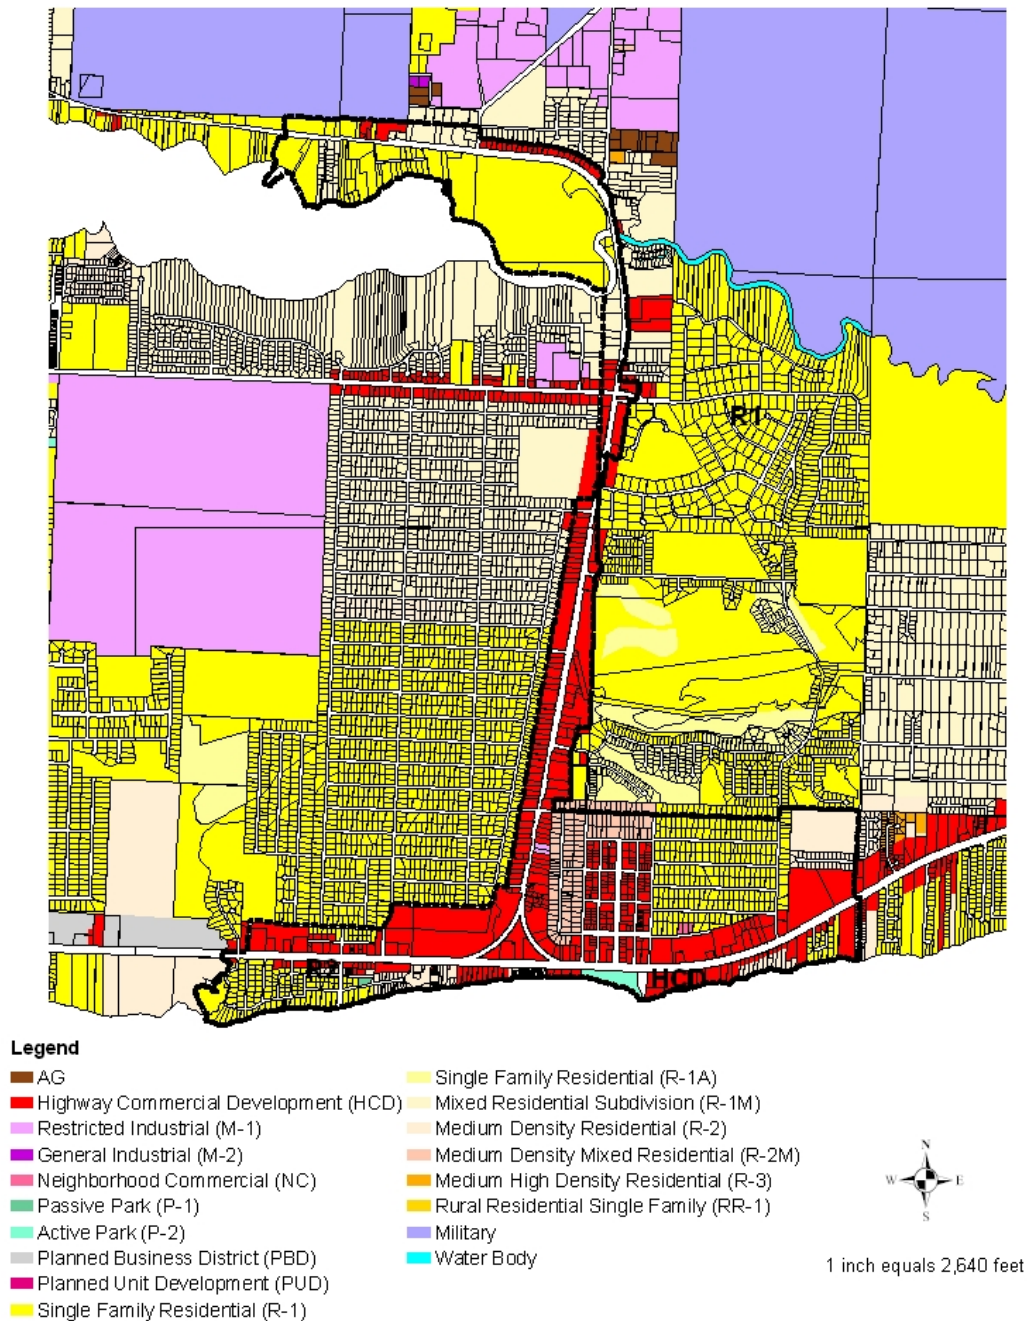 R1
R2
HCD
Legend
AG
Highway Commercial Development (HCD)
Restricted Industrial (M-1)
General Industrial (M-2)
Neighborhood Commercial (NC)
Passive Park (P-1)
Active Park (P-2)
Planned Business District (PBD)
Planned Unit Development (PUD)
Single Family Residential (R-1)
Single Family Residential (R-1A)
Mixed Residential Subdivision (R-1M)
Medium Density Residential (R-2)
Medium Density Mixed Residential (R-2M)
Medium High Density Residential (R-3)
Rural Residential Single Family (RR-1)
Military
Water Body
N
W E
S
1 inch equals 2,640 feet